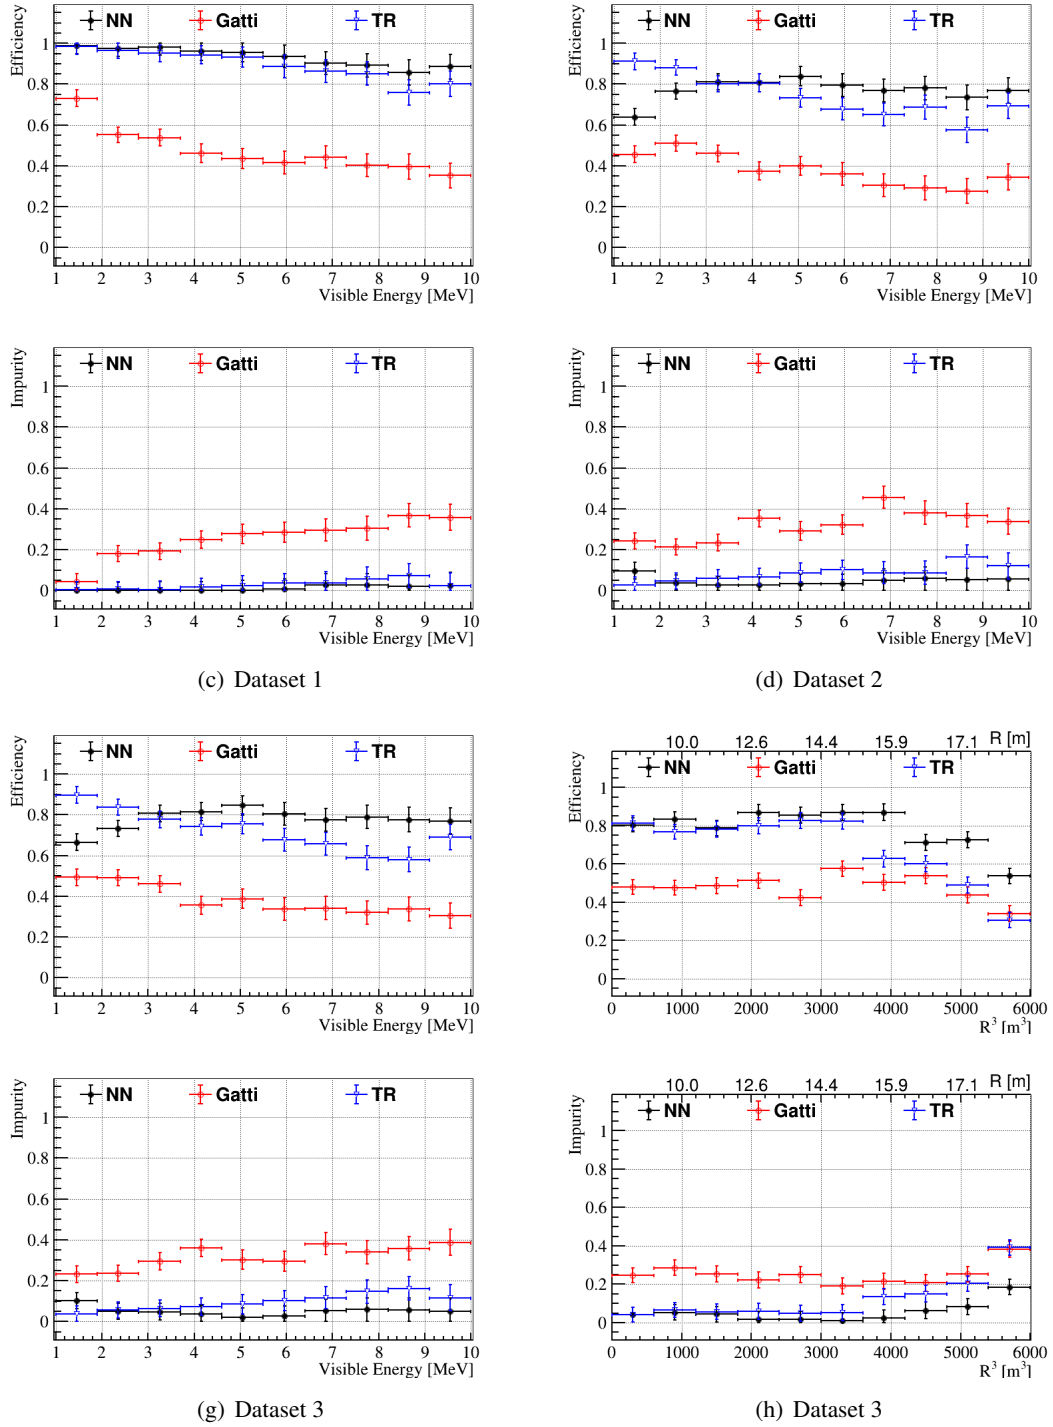 NN Gatti TR
Efficiency
1
0.8
0.6
0.4
0.2
0
1 2 3 4 5 6 7 8 9 10
Visible Energy [MeV]
NN Gatti TR
Efficiency
1
0.8
0.6
0.4
0.2
0
1 2 3 4 5 6 7 8 9 10
Visible Energy [MeV]
NN Gatti TR
Impurity
1
0.8
0.6
0.4
0.2
0
1 2 3 4 5 6 7 8 9 10
Visible Energy [MeV]
(c) Dataset 1
NN Gatti TR
Impurity
1
0.8
0.6
0.4
0.2
0
1 2 3 4 5 6 7 8 9 10
Visible Energy [MeV]
(d) Dataset 2
NN Gatti TR
Efficiency
1
0.8
0.6
0.4
0.2
0
1 2 3 4 5 6 7 8 9 10
Visible Energy [MeV]
10.0 12.6 14.4 15.9 17.1 R [m]
NN Gatti TR
Efficiency
1
0.8
0.6
0.4
0.2
0
0 1000 2000 3000 4000 5000 6000
R³ [m³]
NN Gatti TR
Impurity
1
0.8
0.6
0.4
0.2
0
1 2 3 4 5 6 7 8 9 10
Visible Energy [MeV]
(g) Dataset 3
10.0 12.6 14.4 15.9 17.1 R [m]
NN Gatti TR
Impurity
1
0.8
0.6
0.4
0.2
0
0 1000 2000 3000 4000 5000 6000
R³ [m³]
(h) Dataset 3